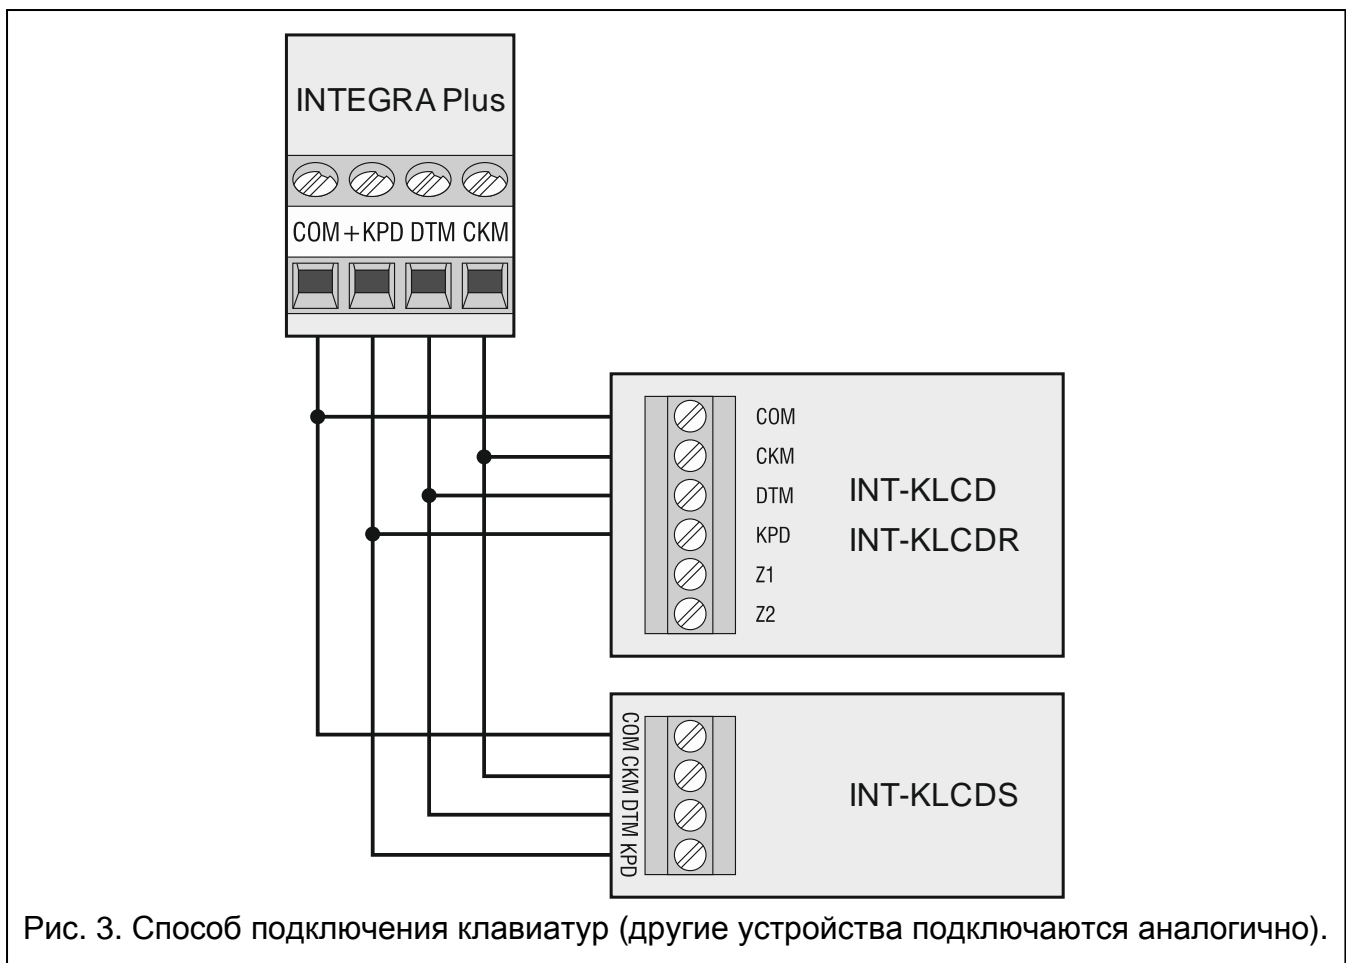 INTEGRA Plus
COM +KPD DTM CKM
COM
CKM
DTM
KPD
Z1
Z2
INT-KLCD
INT-KLCDR
COM CKM DTM KPD
INT-KLCDS
Рис. 3. Способ подключения клавиатур (другие устройства подключаются аналогично).